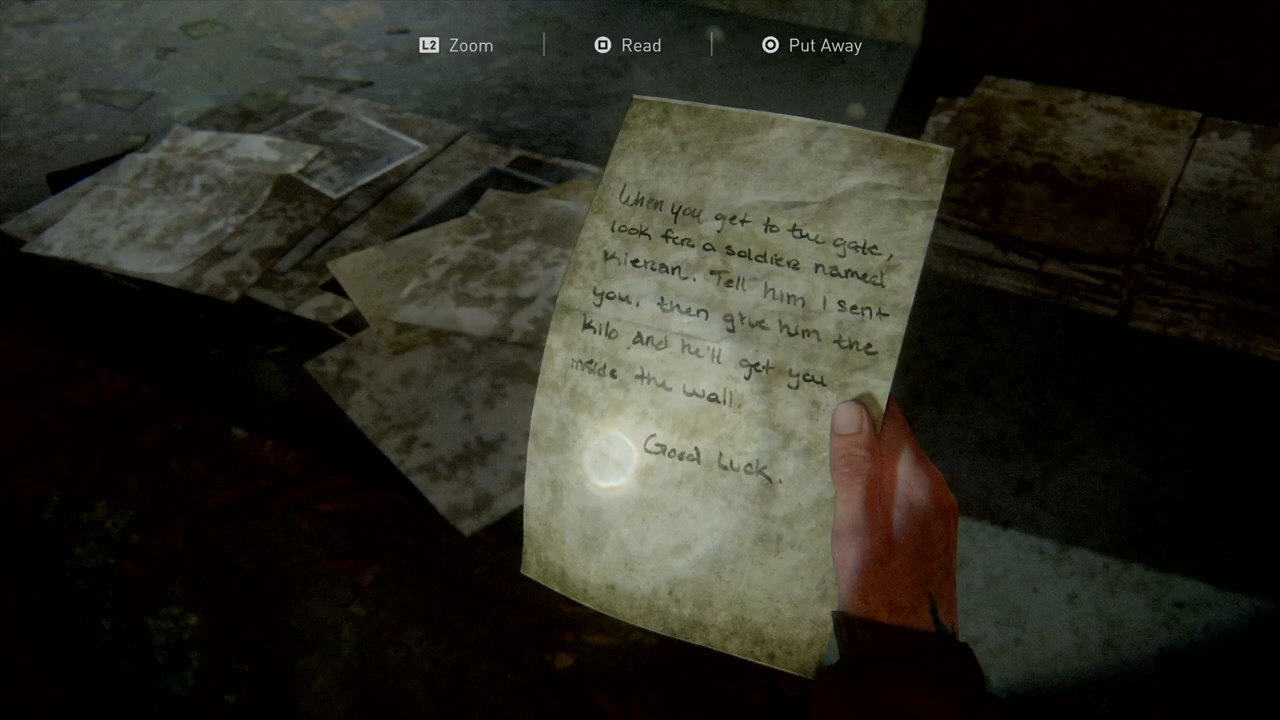 L2 Zoom | Read | Put Away
When you get to the gate,
look for a soldier named
Kieran. Tell him I sent
you, then give him the
kilo and he'll get you
inside the wall.
Good Luck.